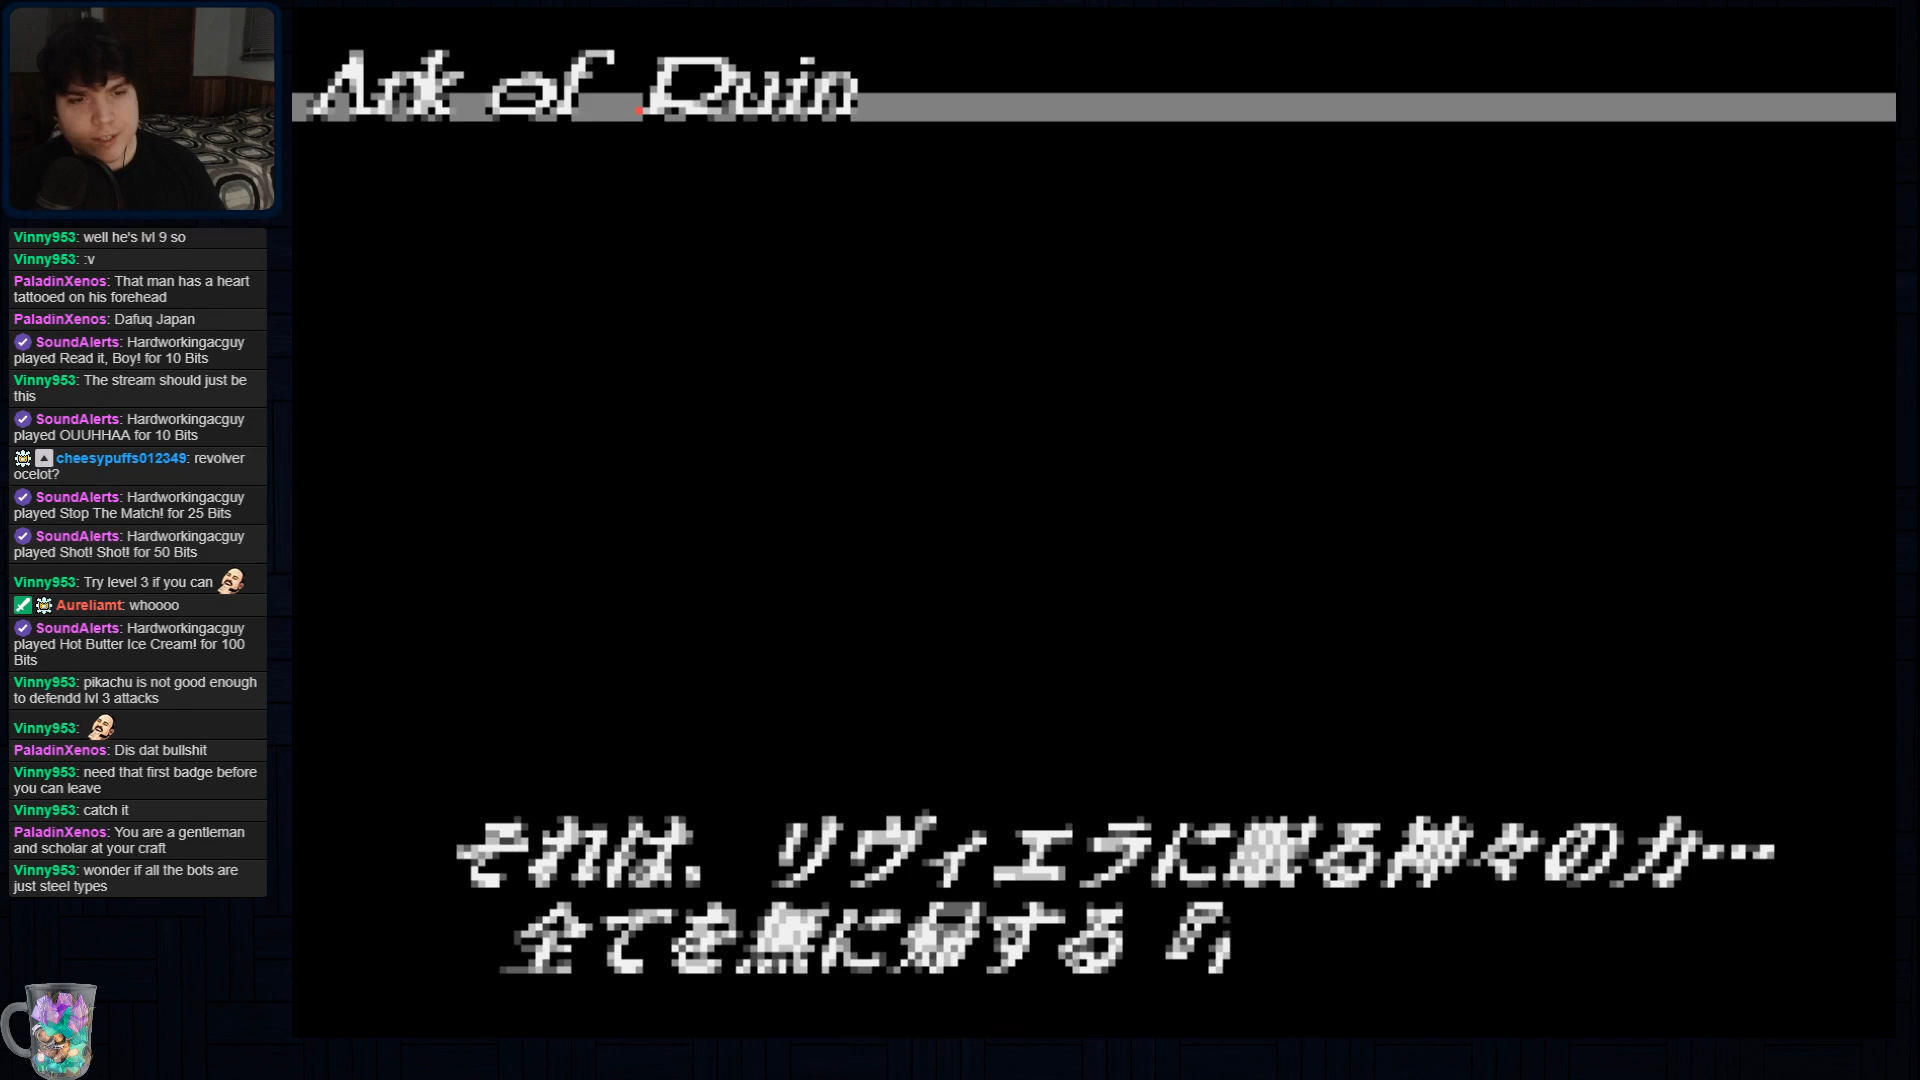 Ark of Ruin
Vinny953: well he's lvl 9 so
Vinny953: :v
PaladinXenos: That man has a heart
tattooed on his forehead
PaladinXenos: Dafuq Japan
SoundAlerts: Hardworkingacguy
played Read it, Boy! for 10 Bits
Vinny953: The stream should just be
this
SoundAlerts: Hardworkingacguy
played OUUHHAA for 10 Bits
cheesypuffs012349: revolver
ocelot?
SoundAlerts: Hardworkingacguy
played Stop The Match! for 25 Bits
SoundAlerts: Hardworkingacguy
played Shot! Shot! for 50 Bits
Vinny953: Try level 3 if you can
Aureliamt: whoooo
SoundAlerts: Hardworkingacguy
played Hot Butter Ice Cream! for 100
Bits
Vinny953: pikachu is not good enough
to defendd lvl 3 attacks
Vinny953:
PaladinXenos: Dis dat bullshit
Vinny953: need that first badge before
you can leave
Vinny953: catch it
PaladinXenos: You are a gentleman
and scholar at your craft
Vinny953: wonder if all the bots are
just steel types
それは、 リヴィエラに眠る神々の力…
全てを無に帰する『